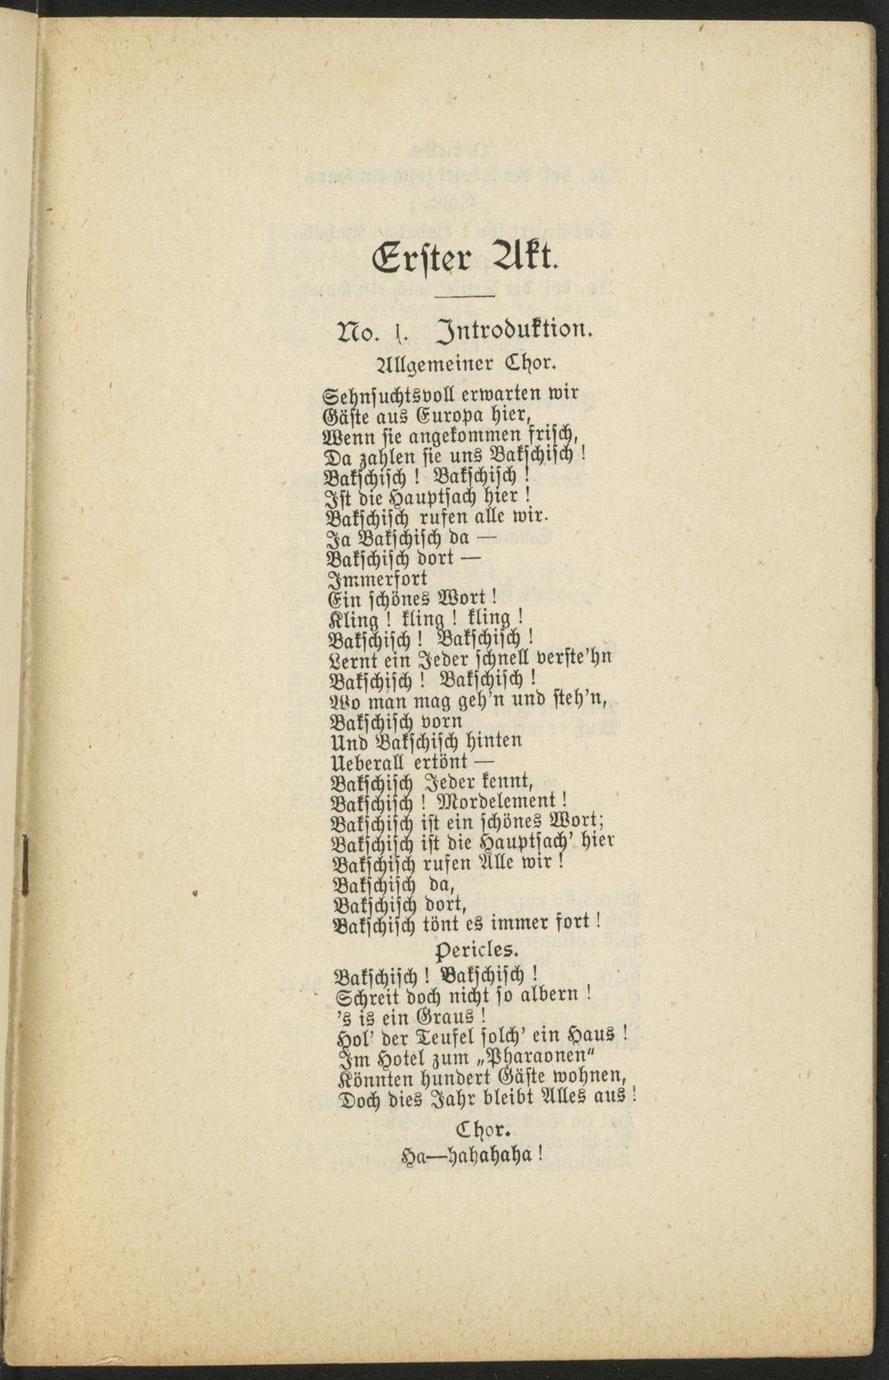 Erster Akt.
No. 1. Introduktion.
Allgemeiner Chor.
Sehnsuchtsvoll erwarten wir
Gäste aus Europa hier,
Wenn sie angekommen frisch,
Da zahlen sie uns Bakschisch !
Bakschisch ! Bakschisch !
Ist die Hauptsach hier !
Bakschisch rufen alle wir.
Ja Bakschisch da —
Bakschisch dort —
Immerfort
Ein schönes Wort !
Kling ! kling ! kling !
Bakschisch ! Bakschisch !
Lernt ein Jeder schnell verste'hn
Bakschisch ! Bakschisch !
Wo man mag geh'n und steh'n,
Bakschisch vorn
Und Bakschisch hinten
Ueberall ertönt —
Bakschisch Jeder kennt,
Bakschisch ! Mordelement !
Bakschisch ist ein schönes Wort;
Bakschisch ist die Hauptsach' hier
Bakschisch rufen Alle wir !
Bakschisch da,
Bakschisch dort,
Bakschisch tönt es immer fort !
Pericles.
Bakschisch ! Bakschisch !
Schreit doch nicht so albern !
's is ein Graus !
Hol' der Teufel solch' ein Haus !
Im Hotel zum „Pharaonen“
Könnten hundert Gäste wohnen,
Doch dies Jahr bleibt Alles aus !
Chor.
Ha—hahahaha !